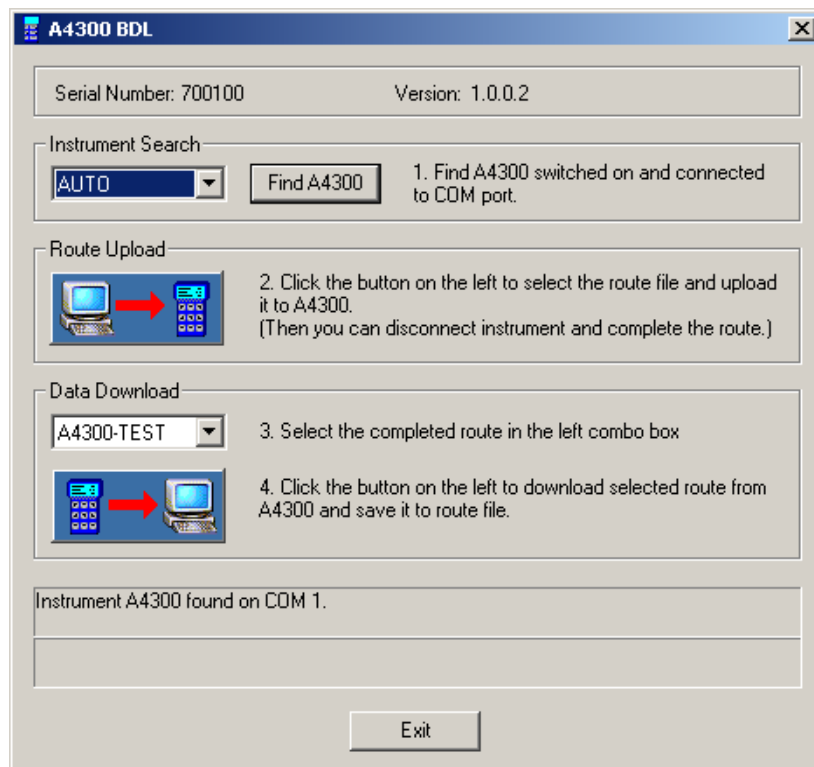 A4300 BDL
Serial Number: 700100 Version: 1.0.0.2
Instrument Search
AUTO
Find A4300
1. Find A4300 switched on and connected
to COM port.
Route Upload
2. Click the button on the left to select the route file and upload
it to A4300.
(Then you can disconnect instrument and complete the route.)
Data Download
A4300-TEST
3. Select the completed route in the left combo box
4. Click the button on the left to download selected route from
A4300 and save it to route file.
Instrument A4300 found on COM 1.
Exit